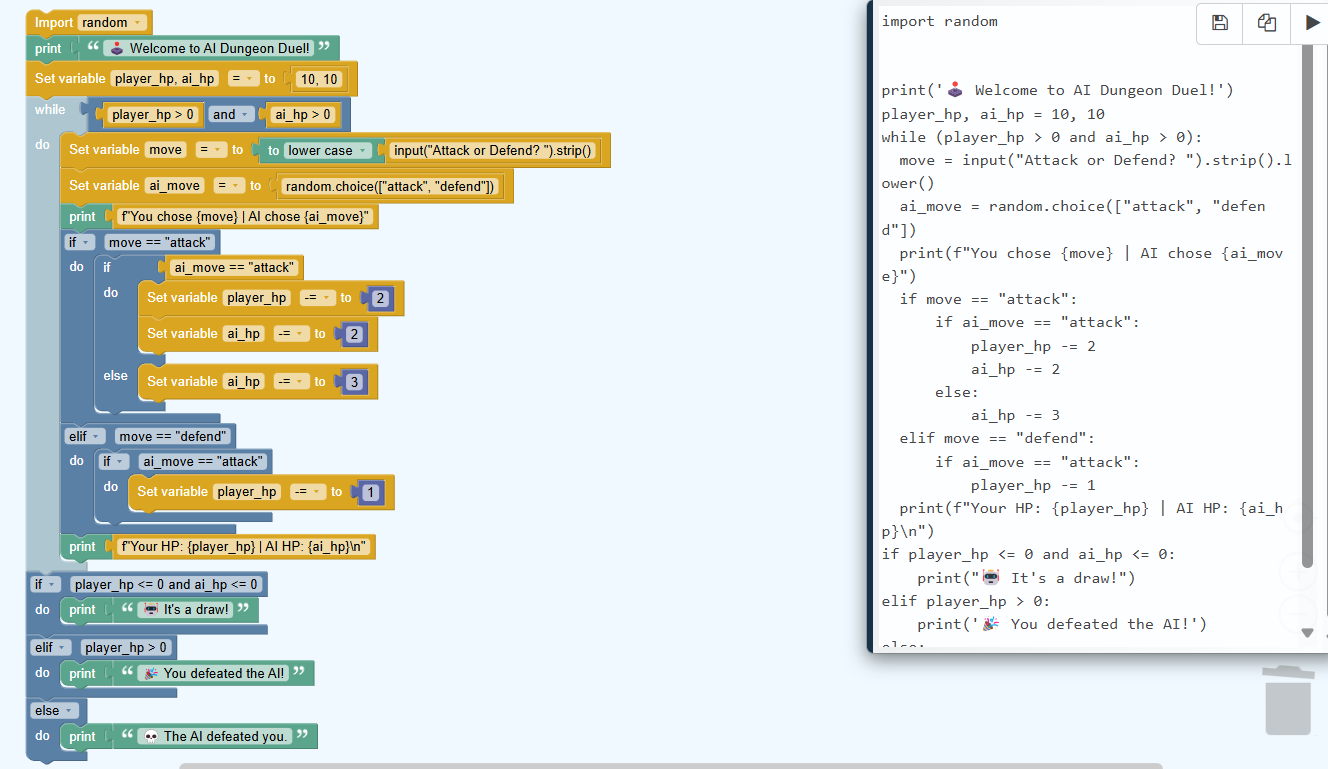 Import random
print “ 🕹️ Welcome to AI Dungeon Duel! ”
Set variable player_hp, ai_hp = to 10, 10
while player_hp > 0 and ai_hp > 0
do Set variable move = to to lower case input("Attack or Defend? ").strip()
Set variable ai_move = to random.choice(["attack", "defend"])
print f"You chose {move} | AI chose {ai_move}"
if move == "attack"
do if ai_move == "attack"
do Set variable player_hp -= to 2
Set variable ai_hp -= to 2
else Set variable ai_hp -= to 3
elif move == "defend"
do if ai_move == "attack"
do Set variable player_hp -= to 1
print f"Your HP: {player_hp} | AI HP: {ai_hp}\n"
if player_hp <= 0 and ai_hp <= 0
do print “ 🤖 It's a draw! ”
elif player_hp > 0
do print “ 🎉 You defeated the AI! ”
else
do print “ 💀 The AI defeated you. ”
import random
print('🕹️ Welcome to AI Dungeon Duel!')
player_hp, ai_hp = 10, 10
while (player_hp > 0 and ai_hp > 0):
move = input("Attack or Defend? ").strip().l
ower()
ai_move = random.choice(["attack", "defen
d"])
print(f"You chose {move} | AI chose {ai_mov
e}")
if move == "attack":
if ai_move == "attack":
player_hp -= 2
ai_hp -= 2
else:
ai_hp -= 3
elif move == "defend":
if ai_move == "attack":
player_hp -= 1
print(f"Your HP: {player_hp} | AI HP: {ai_h
p}\n")
if player_hp <= 0 and ai_hp <= 0:
print("🤖 It's a draw!")
elif player_hp > 0:
print('🎉 You defeated the AI!')
else: